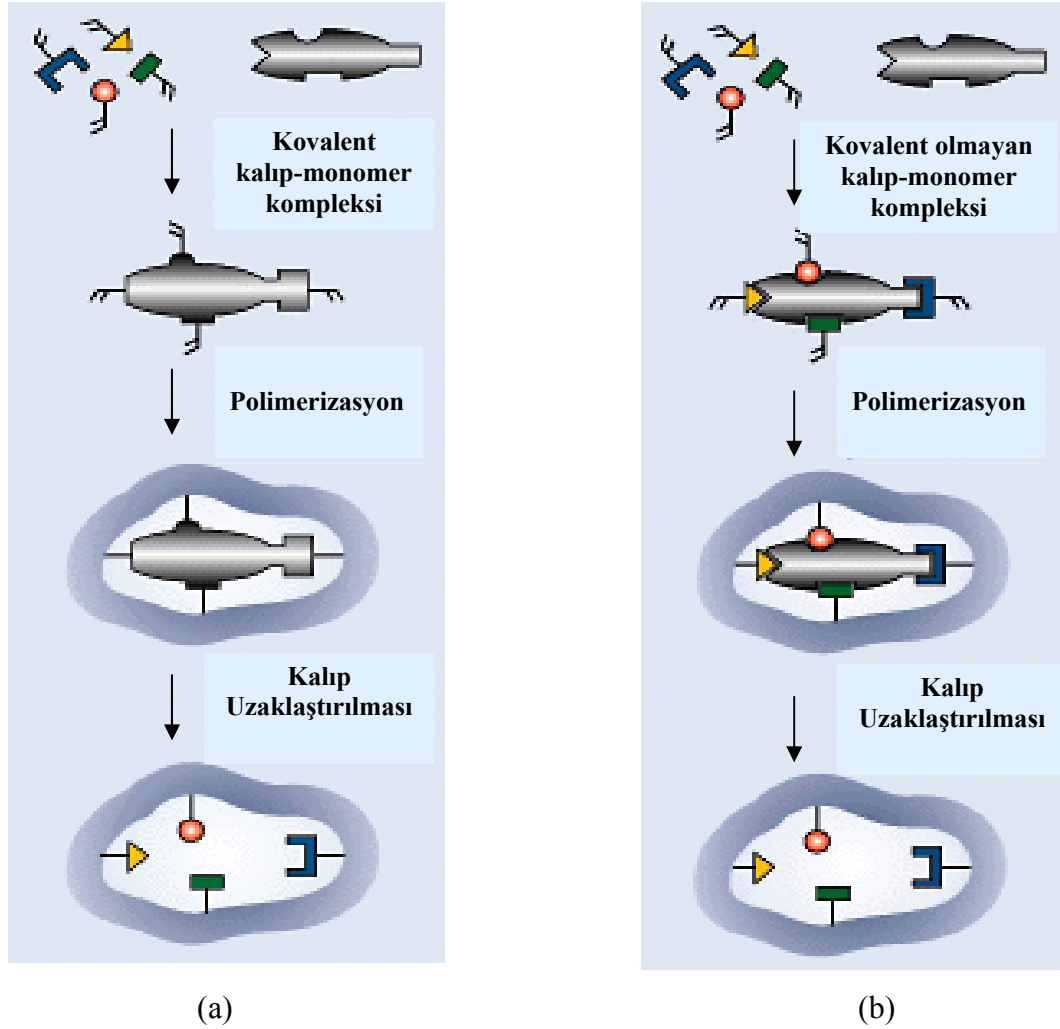 Kovalent
kalıp-monomer
kompleksi
Polimerizasyon
Kalıp
Uzaklaştırılması
(a)
Kovalent olmayan
kalıp-monomer
kompleksi
Polimerizasyon
Kalıp
Uzaklaştırılması
(b)